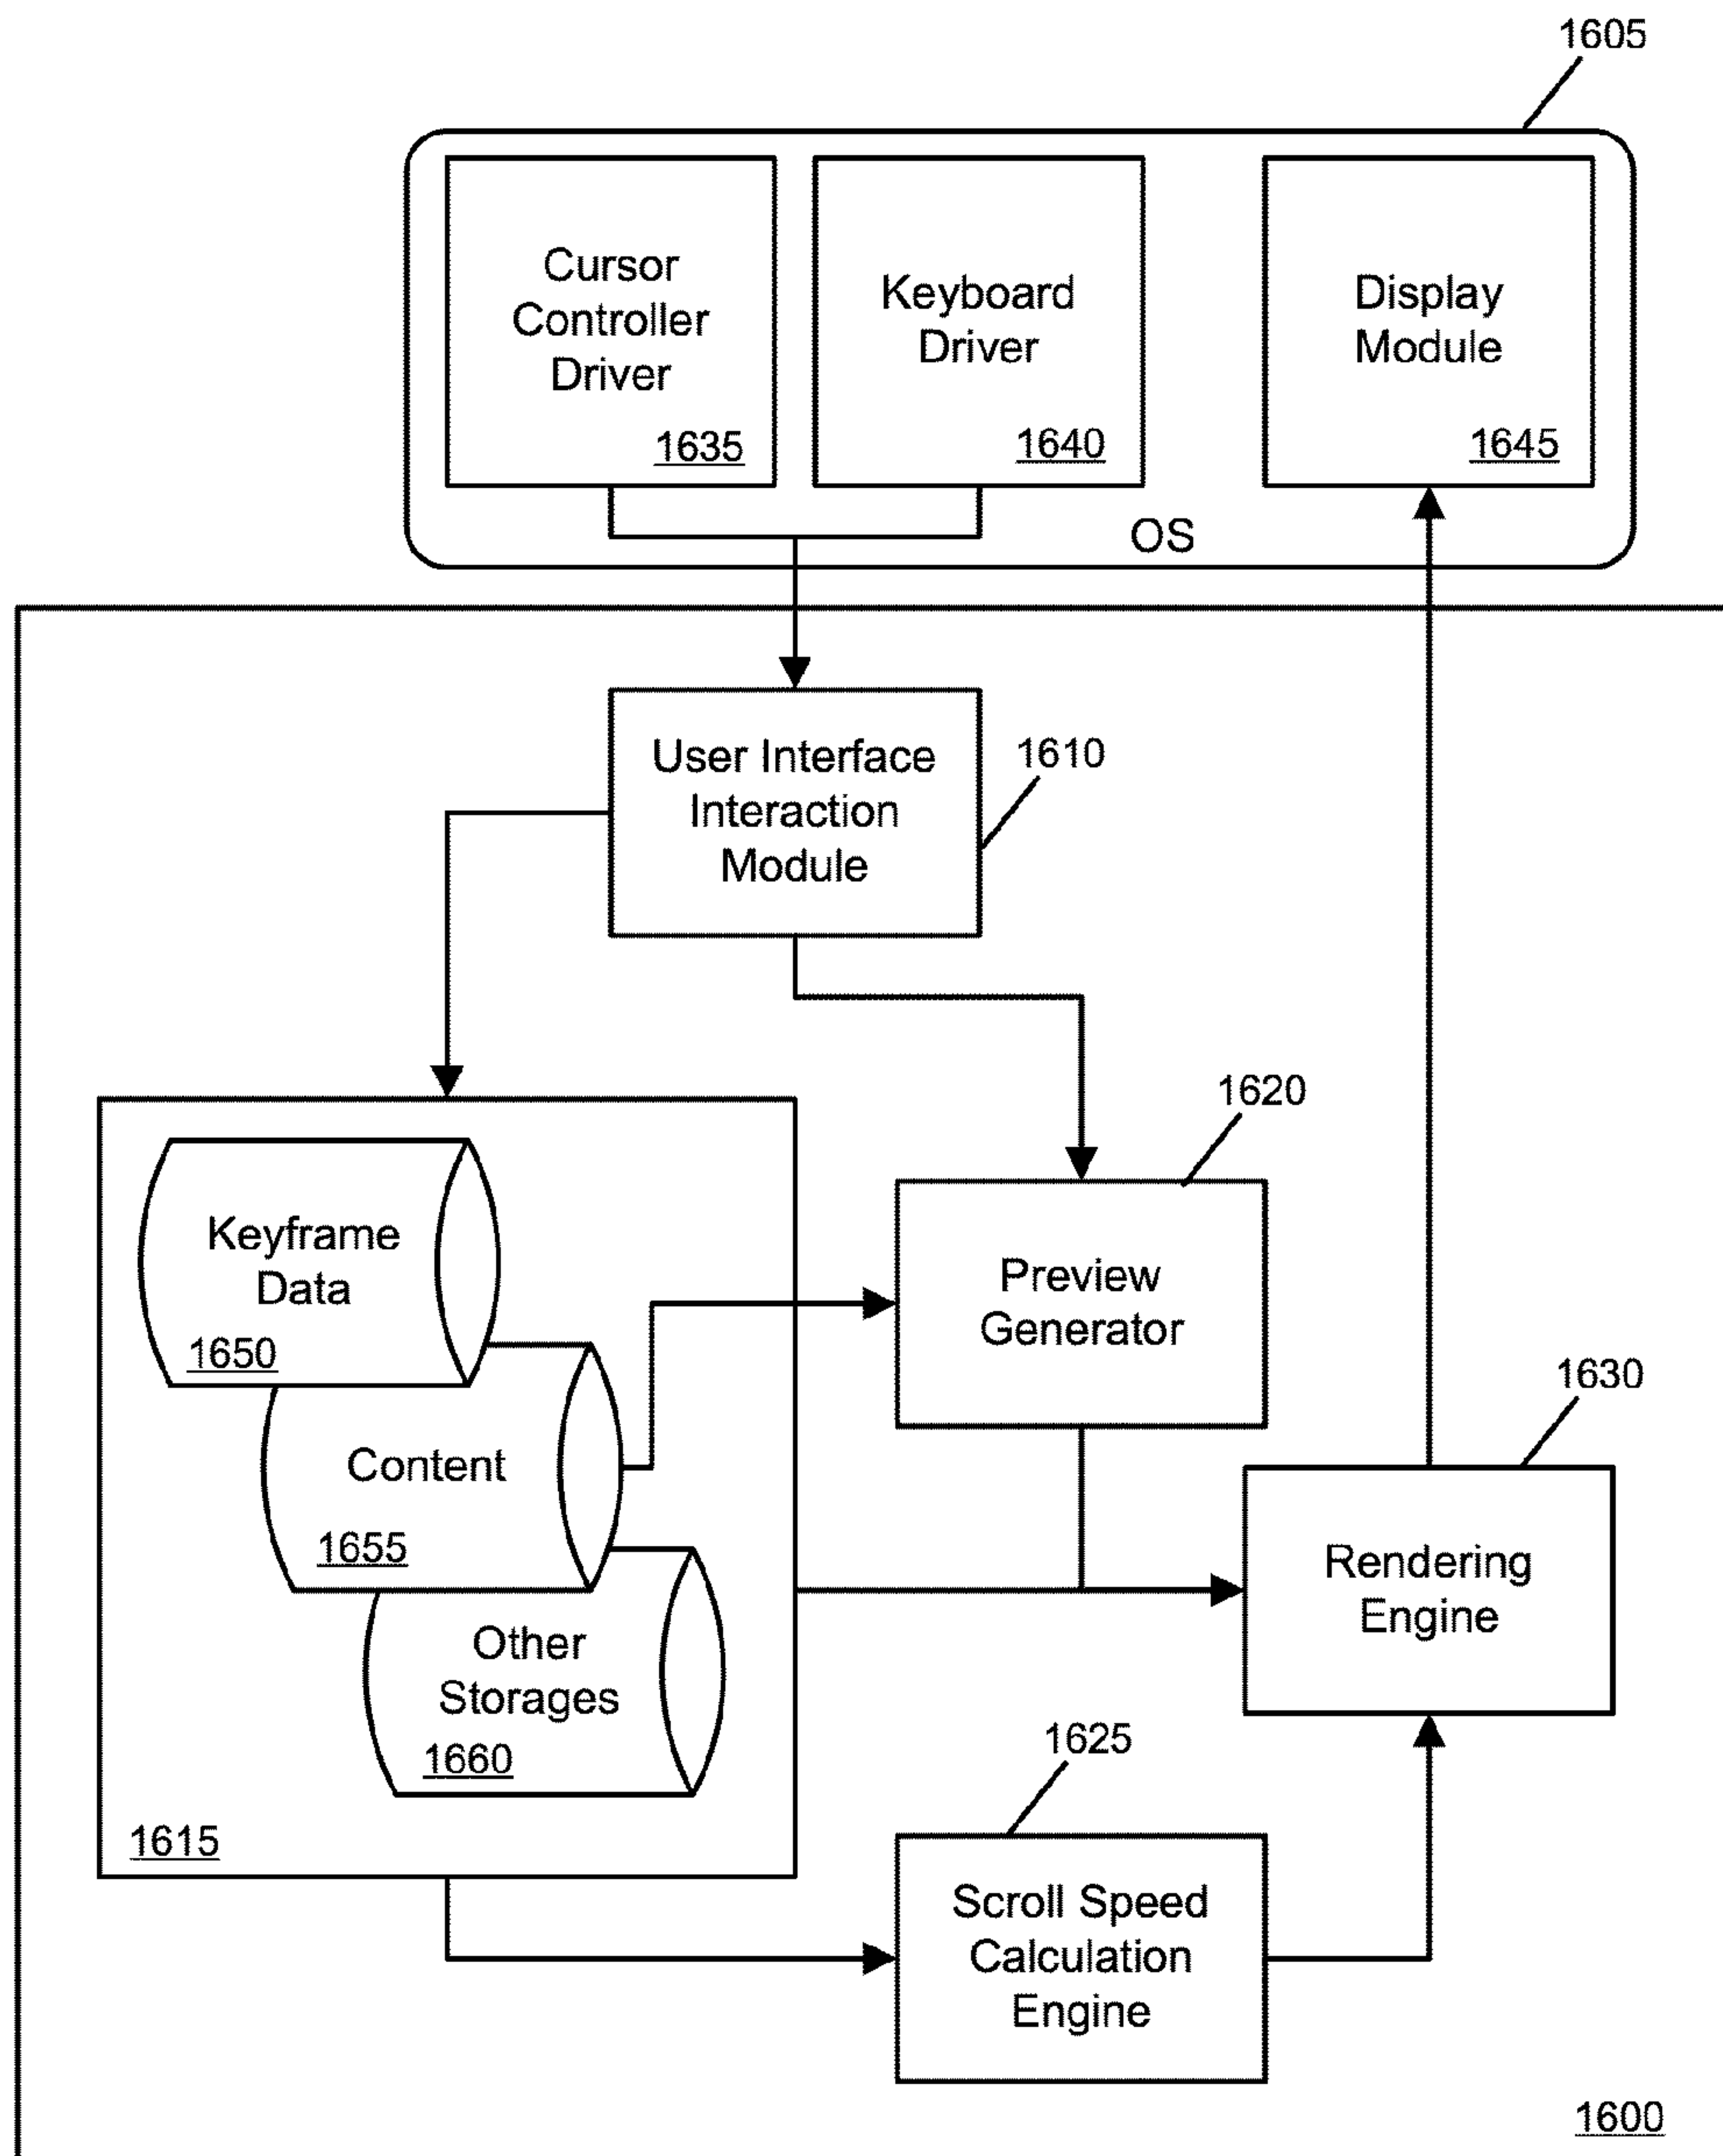 1605
Cursor
Controller
Driver
1635
Keyboard
Driver
1640
Display
Module
1645
OS
User Interface
Interaction
Module
1610
1620
Keyframe
Data
1650
Preview
Generator
1630
Content
1655
Rendering
Engine
Other
Storages
1660
1625
1615
Scroll Speed
Calculation
Engine
1600